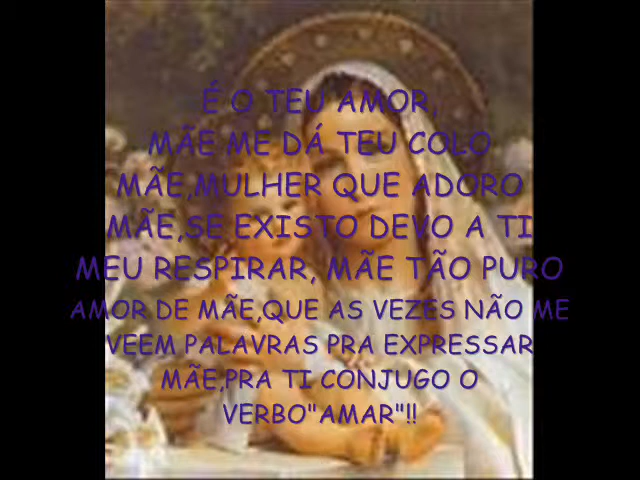 É O TEU AMOR,
MÃE ME DÁ TEU COLO
MÃE,MULHER QUE ADORO
MÃE,SE EXISTO DEVO A TI
MEU RESPIRAR, MÃE TÃO PURO
AMOR DE MÃE,QUE AS VEZES NÃO ME
VEEM PALAVRAS PRA EXPRESSAR
MÃE,PRA TI CONJUGO O
VERBO"AMAR"!!